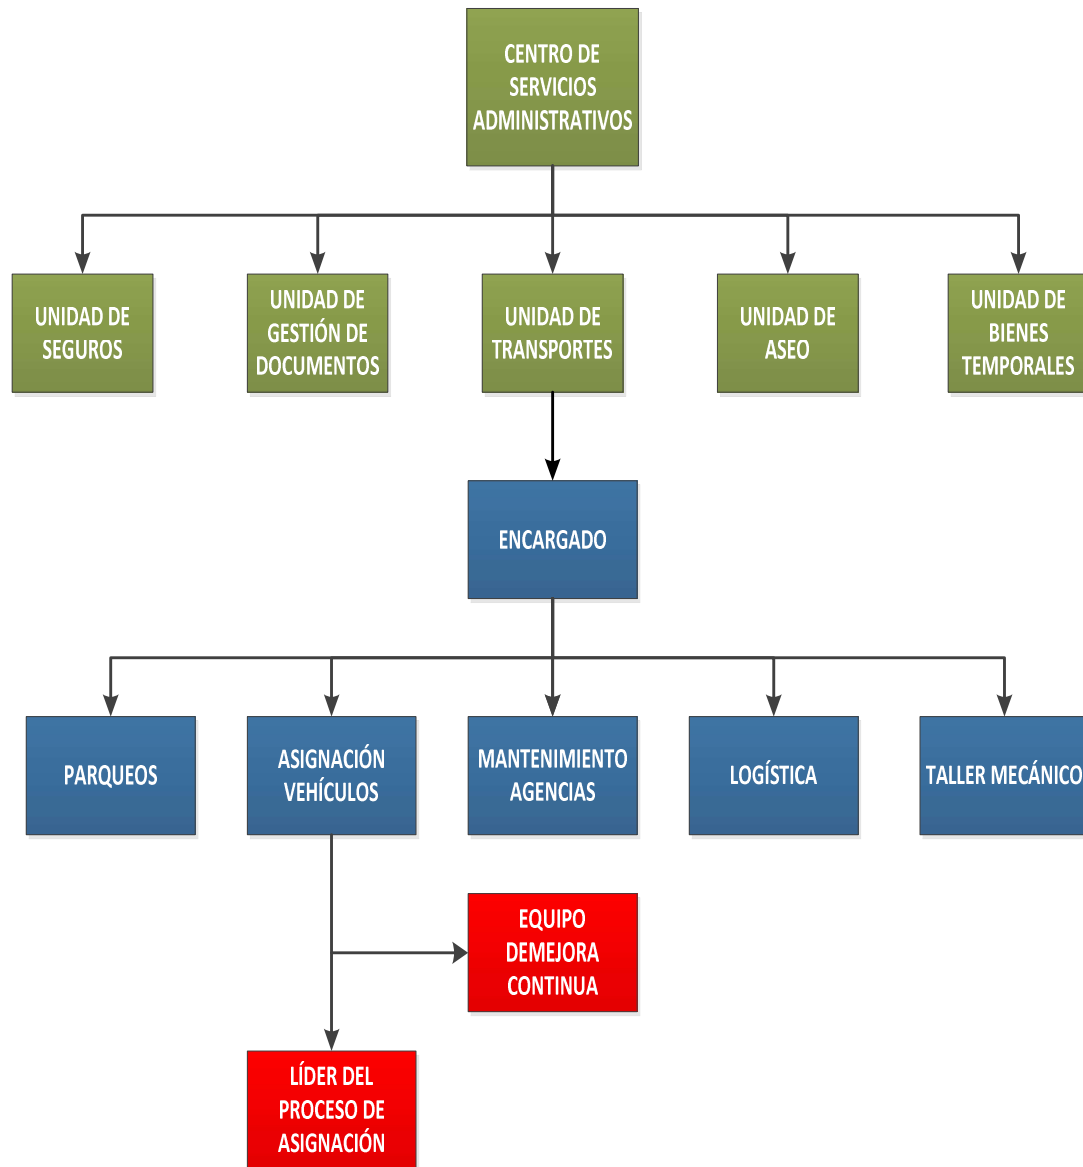 CENTRO DE
SERVICIOS
ADMINISTRATIVOS
UNIDAD DE
SEGUROS
UNIDAD DE
GESTIÓN DE
DOCUMENTOS
UNIDAD DE
TRANSPORTES
UNIDAD DE
ASEO
UNIDAD DE
BIENES
TEMPORALES
ENCARGADO
PARQUEOS
ASIGNACIÓN
VEHÍCULOS
MANTENIMIENTO
AGENCIAS
LOGÍSTICA
TALLER MECÁNICO
EQUIPO
DEMEJORA
CONTINUA
LÍDER DEL
PROCESO DE
ASIGNACIÓN